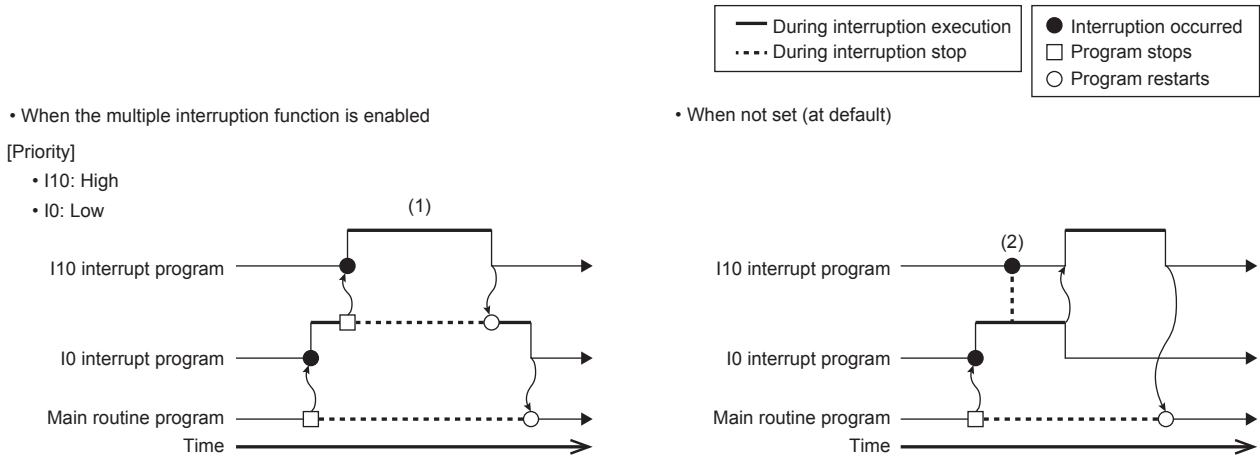 During interruption execution
During interruption stop
Interruption occurred
Program stops
Program restarts
• When the multiple interruption function is enabled
[Priority]
• I10: High
• I0: Low
(1)
I10 interrupt program
I0 interrupt program
Main routine program
Time
• When not set (at default)
(2)
I10 interrupt program
I0 interrupt program
Main routine program
Time